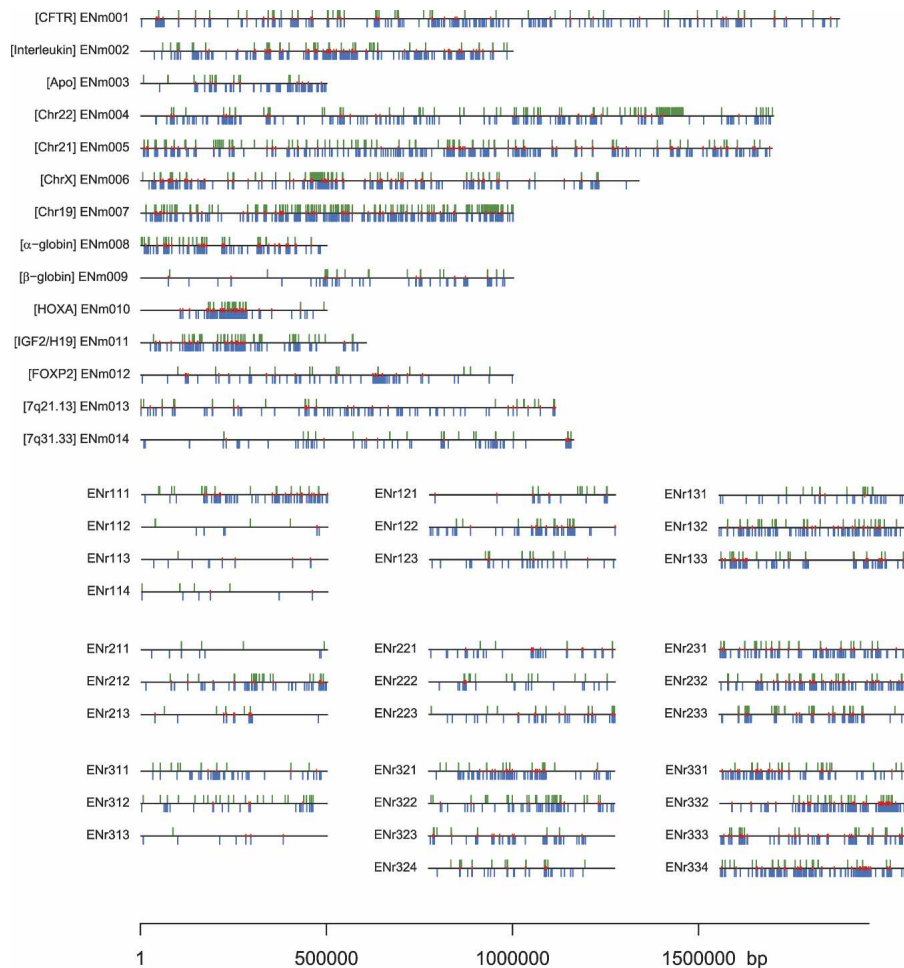 [CFTR] ENm001
[Interleukin] ENm002
[Apo] ENm003
[Chr22] ENm004
[Chr21] ENm005
[ChrX] ENm006
[Chr19] ENm007
[α−globin] ENm008
[β−globin] ENm009
[HOXA] ENm010
[IGF2/H19] ENm011
[FOXP2] ENm012
[7q21.13] ENm013
[7q31.33] ENm014
ENr111 ENr121 ENr131
ENr112 ENr122 ENr132
ENr113 ENr123 ENr133
ENr114
ENr211 ENr221 ENr231
ENr212 ENr222 ENr232
ENr213 ENr223 ENr233
ENr311 ENr321 ENr331
ENr312 ENr322 ENr332
ENr313 ENr323 ENr333
ENr324 ENr334
1 500000 1000000 1500000 bp